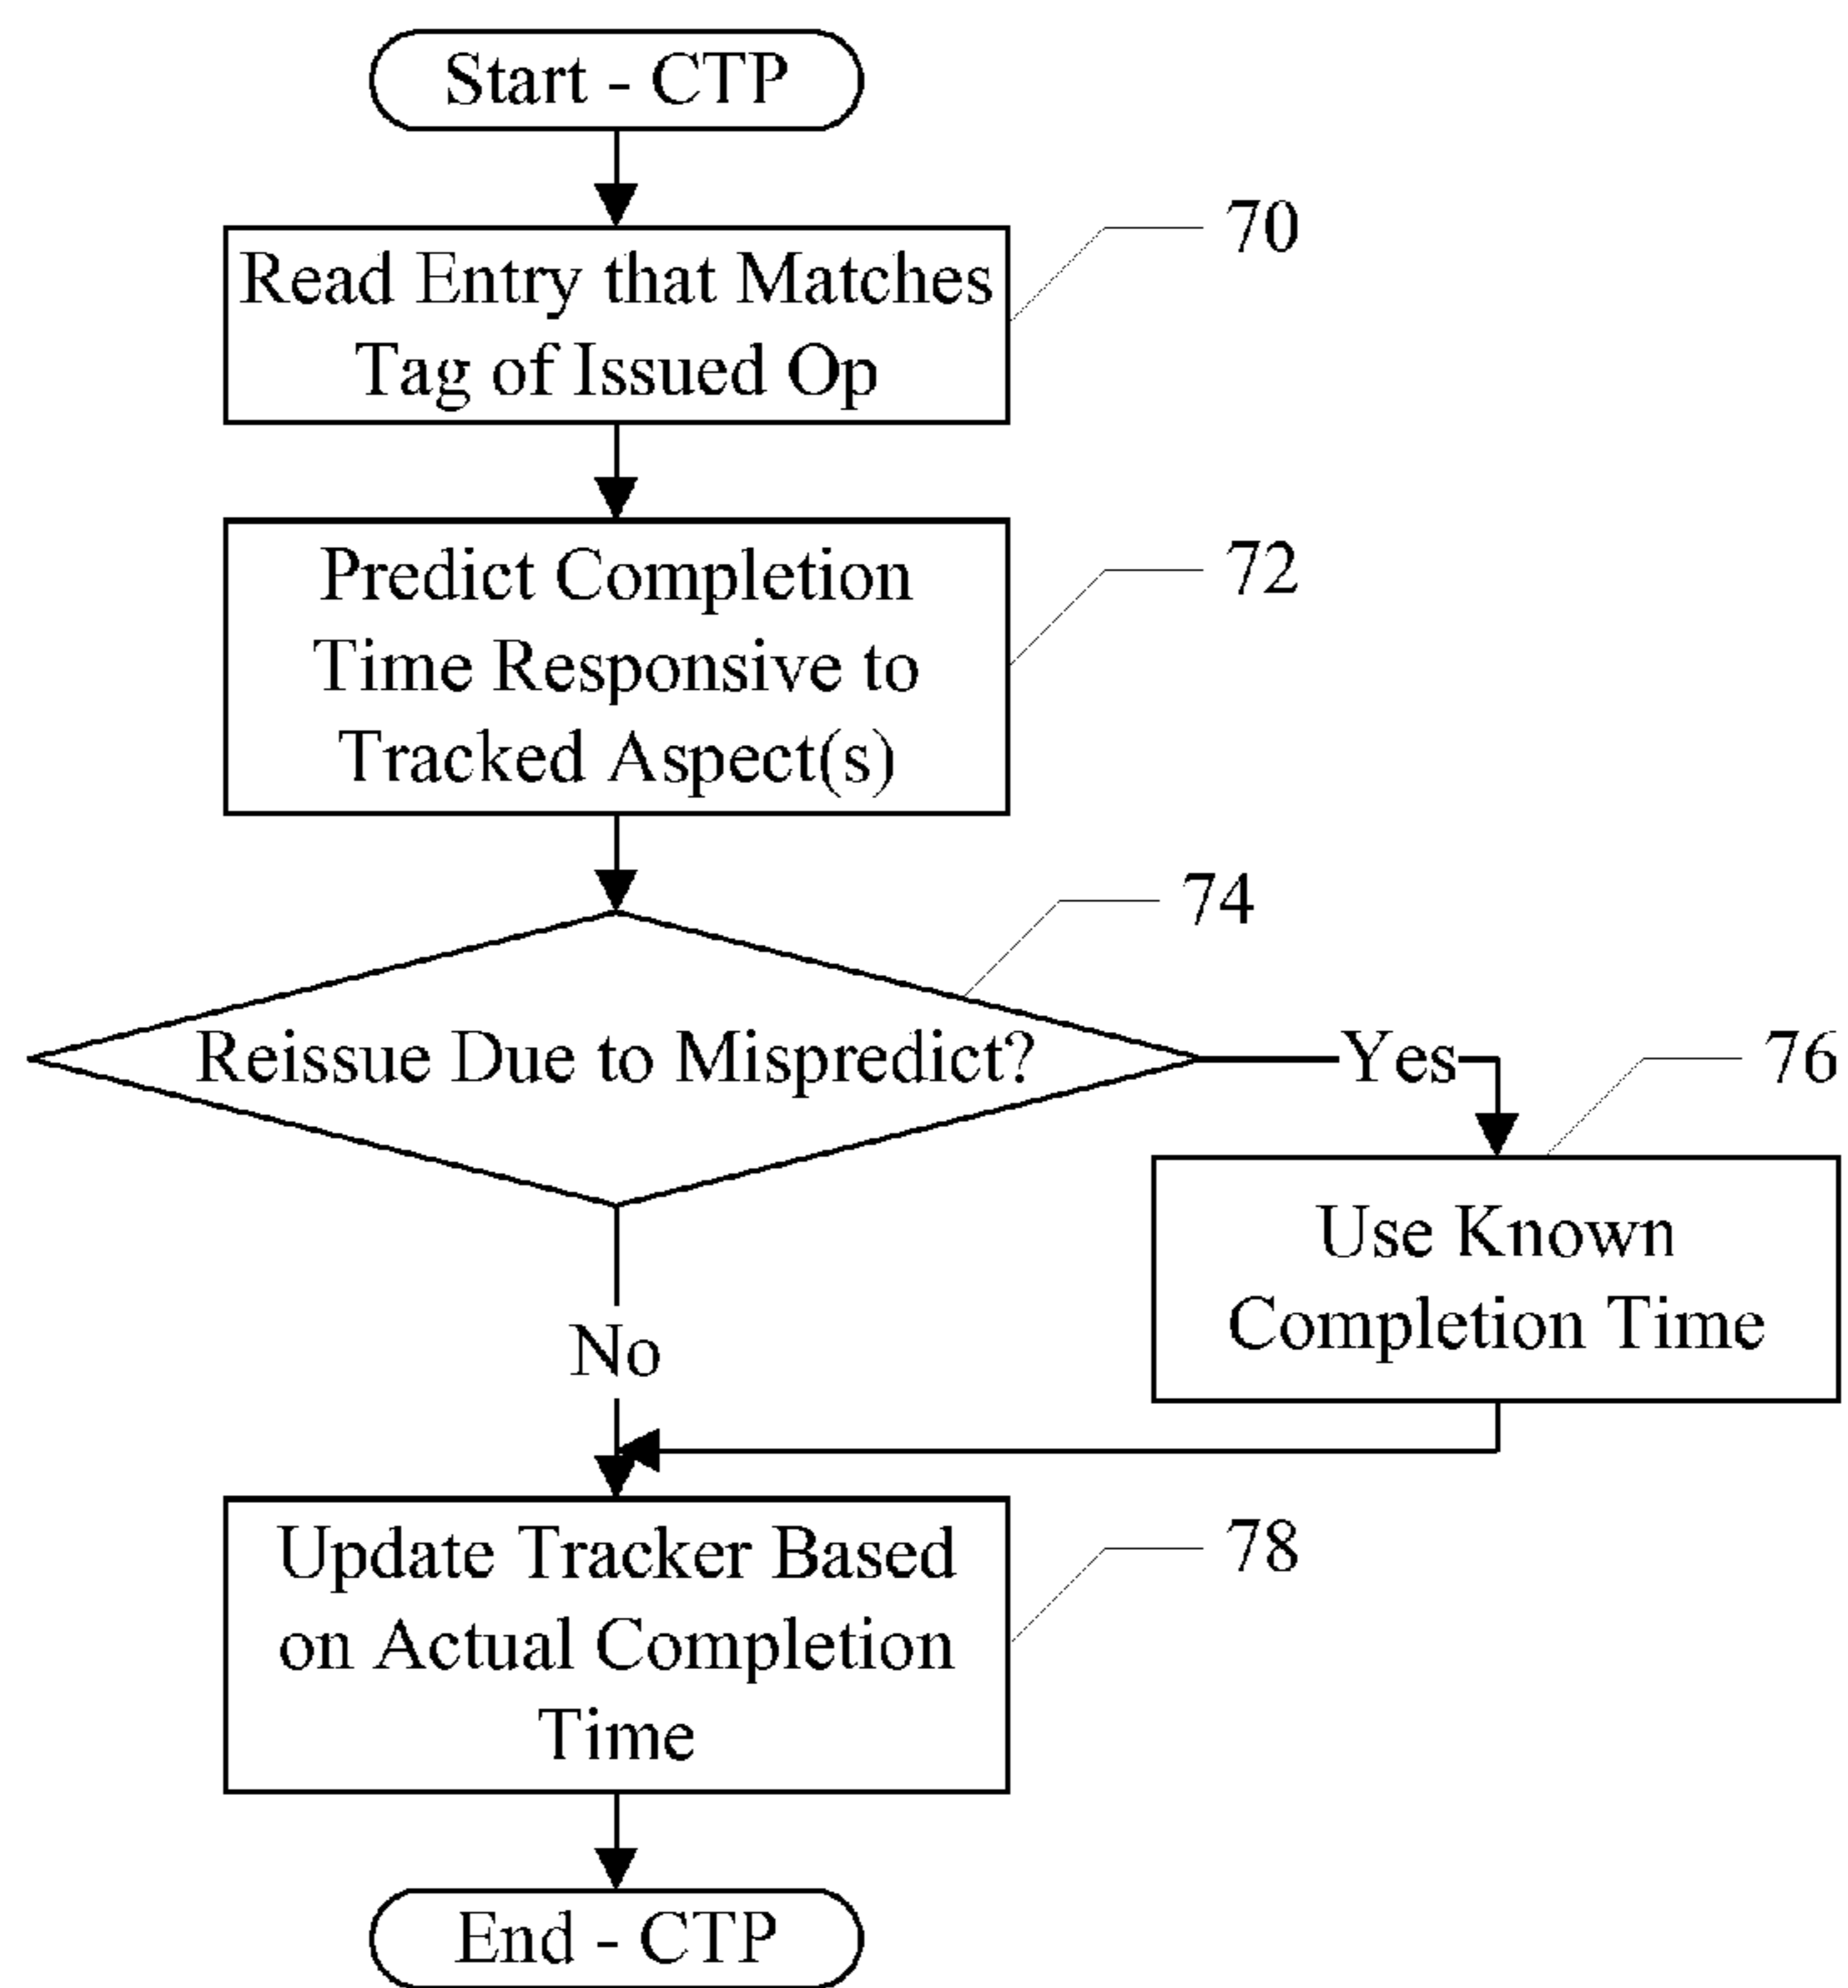 Start - CTP
70
Read Entry that Matches
Tag of Issued Op
72
Predict Completion
Time Responsive to
Tracked Aspect(s)
74
Reissue Due to Mispredict?
Yes
76
Use Known
Completion Time
No
78
Update Tracker Based
on Actual Completion
Time
End - CTP